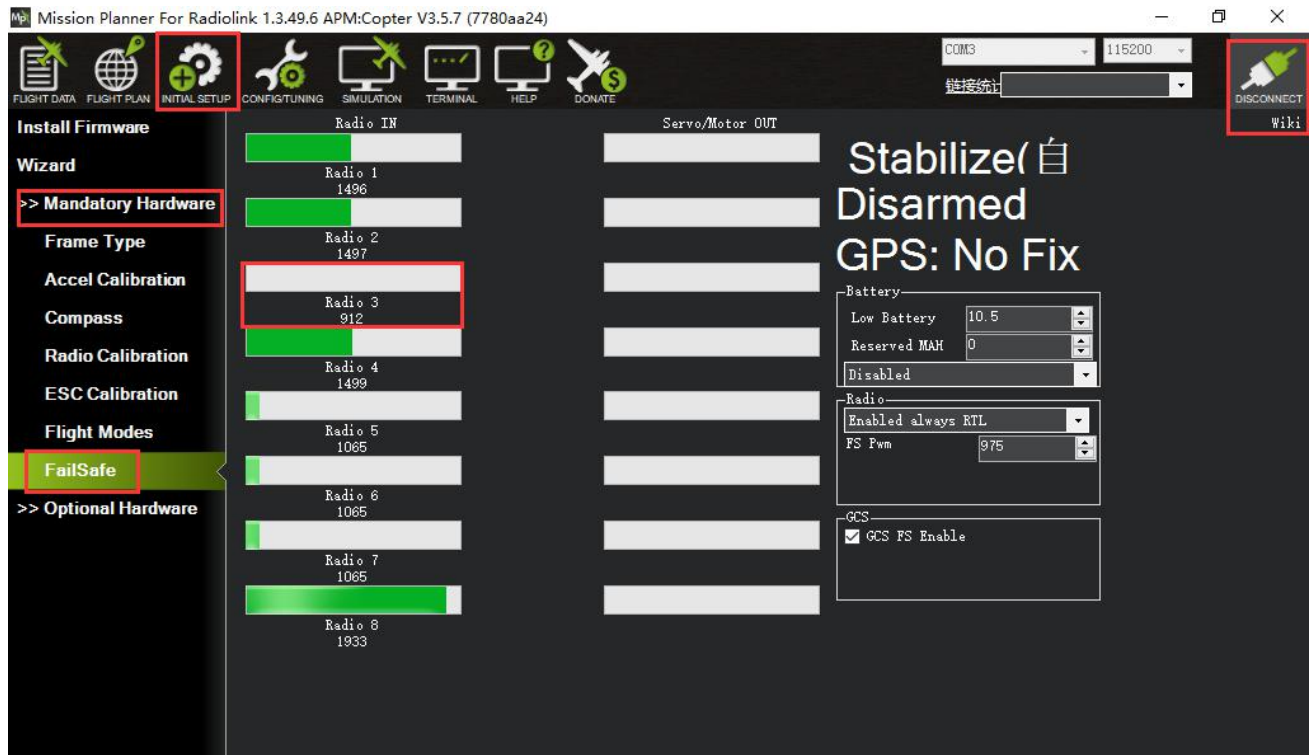 Mission Planner For Radiolink 1.3.49.6 APM:Copter V3.5.7 (7780aa24)
FLIGHT DATA
FLIGHT PLAN
INITIAL SETUP
CONFIG/TUNING
SIMULATION
TERMINAL
HELP
DONATE
COM3
115200
链接统计
DISCONNECT
Install Firmware
Wizard
>> Mandatory Hardware
Frame Type
Accel Calibration
Compass
Radio Calibration
ESC Calibration
Flight Modes
FailSafe
>> Optional Hardware
Radio IN
Radio 1
1496
Radio 2
1497
Radio 3
912
Radio 4
1499
Radio 5
1065
Radio 6
1065
Radio 7
1065
Radio 8
1933
Servo/Motor OUT
Wiki
Stabilize(自
Disarmed
GPS: No Fix
Battery
Low Battery 10.5
Reserved MAH 0
Disabled
Radio
Enabled always RTL
FS Pwm 975
GCS
GCS FS Enable